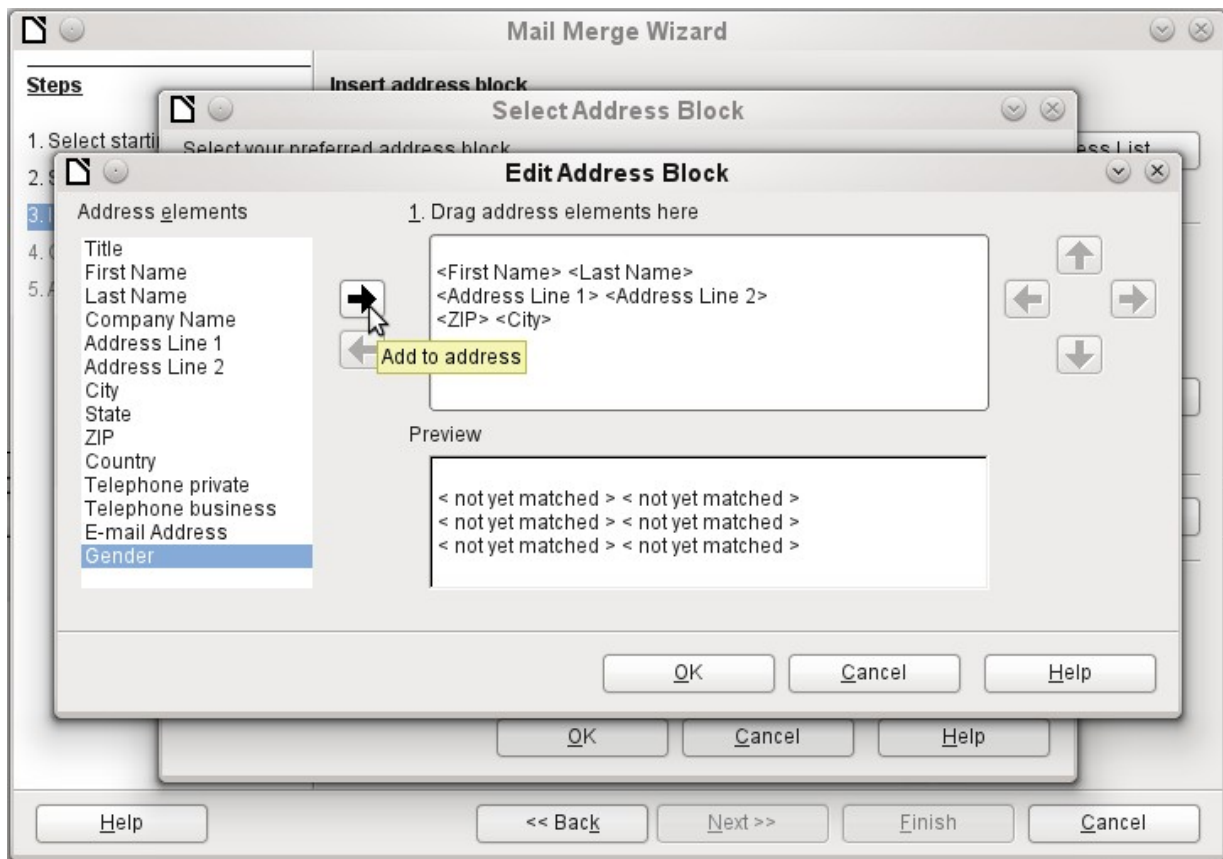 Mail Merge Wizard
Steps
Insert address block
Select Address Block
1. Select
Select your preferred address block
List
2.
Edit Address Block
3.
Address elements
1. Drag address elements here
4.
5.
Title
First Name
Last Name
Company Name
Address Line 1
Address Line 2
City
State
ZIP
Country
Telephone private
Telephone business
E-mail Address
Gender
<First Name> <Last Name>
<Address Line 1> <Address Line 2>
<ZIP> <City>
Add to address
Preview
< not yet matched > < not yet matched >
< not yet matched > < not yet matched >
< not yet matched > < not yet matched >
OK Cancel Help
OK Cancel Help
Help << Back Next >> Finish Cancel